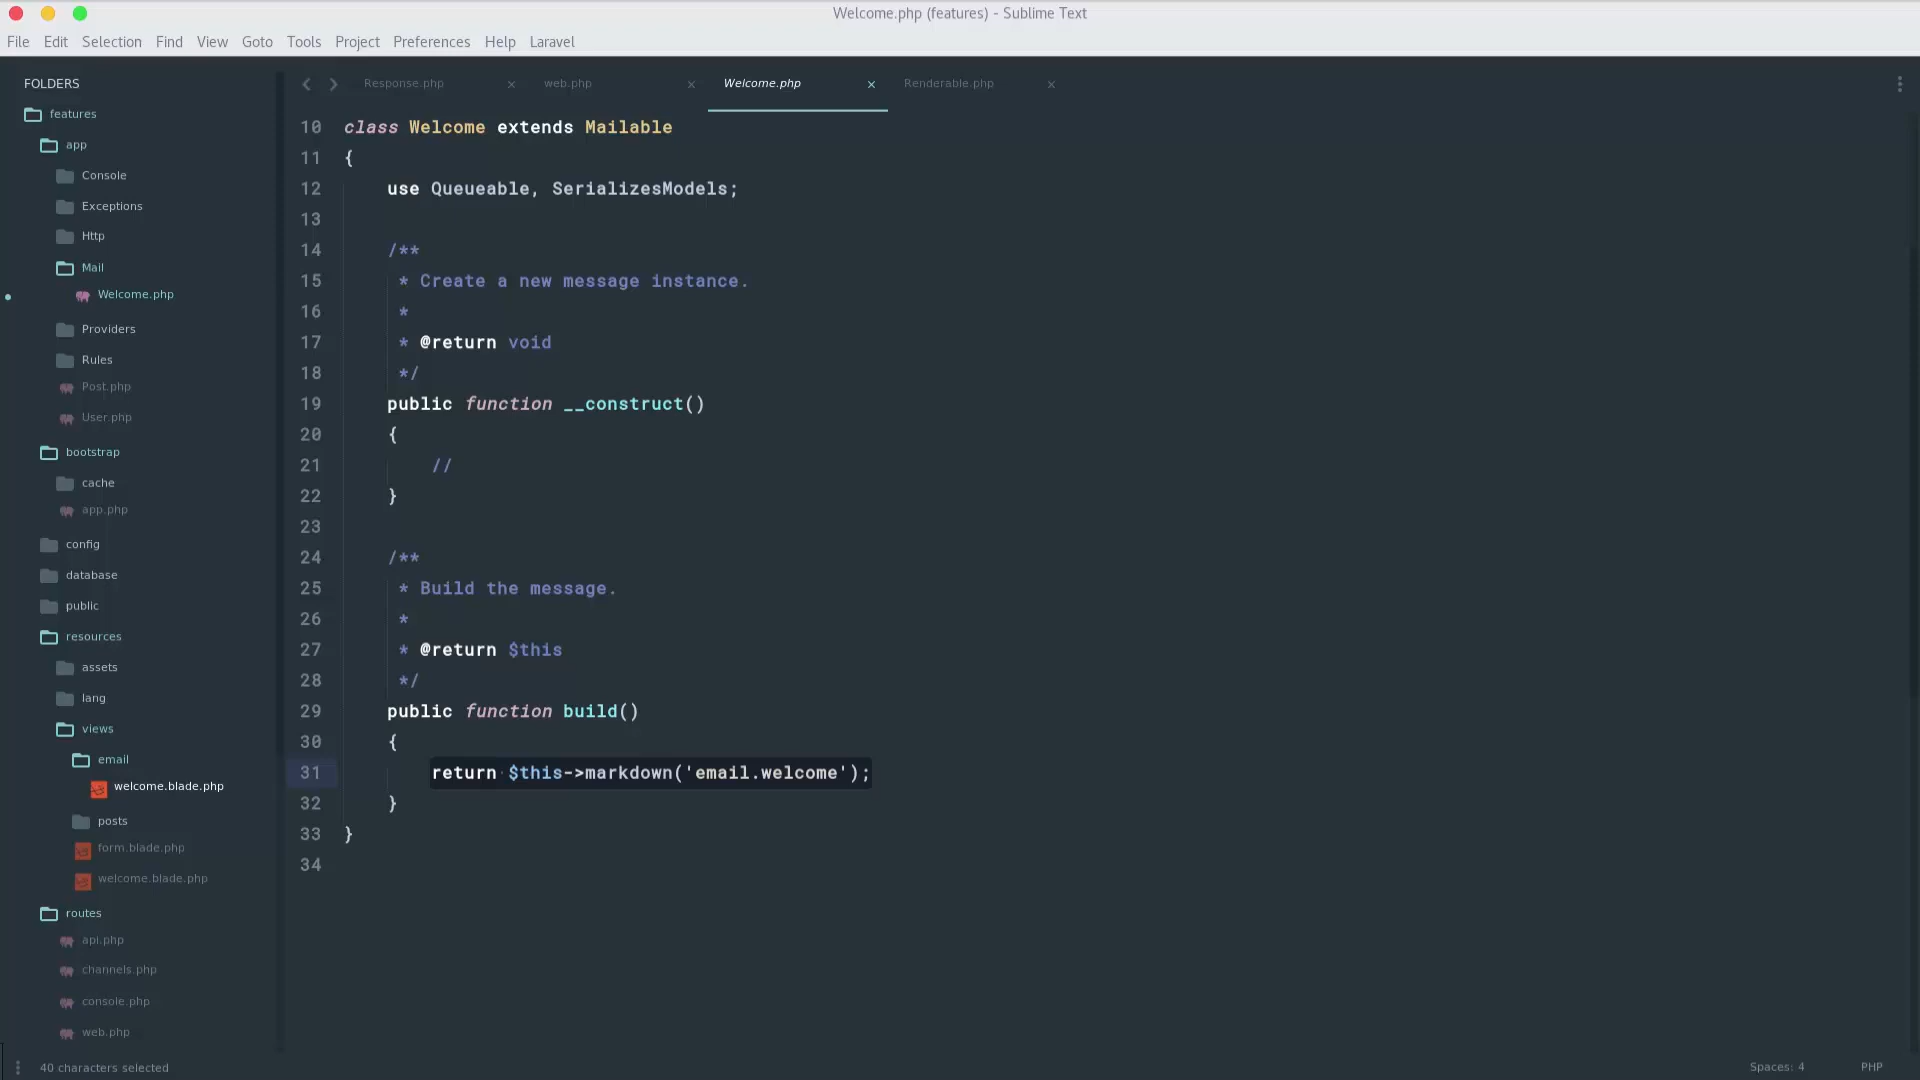 Welcome.php (features) - Sublime Text
File Edit Selection Find View Goto Tools Project Preferences Help Laravel
FOLDERS
features
app
Console
Exceptions
Http
Mail
Welcome.php
Providers
Rules
Post.php
User.php
bootstrap
cache
app.php
config
database
public
resources
assets
lang
views
email
welcome.blade.php
posts
form.blade.php
welcome.blade.php
routes
api.php
channels.php
console.php
web.php
Response.php × web.php × Welcome.php × Renderable.php ×
10 class Welcome extends Mailable
11 {
12 use Queueable, SerializesModels;
13
14 /**
15 * Create a new message instance.
16 *
17 * @return void
18 */
19 public function __construct()
20 {
21 //
22 }
23
24 /**
25 * Build the message.
26 *
27 * @return $this
28 */
29 public function build()
30 {
31 return $this->markdown('email.welcome');
32 }
33 }
34
40 characters selected Spaces: 4 PHP